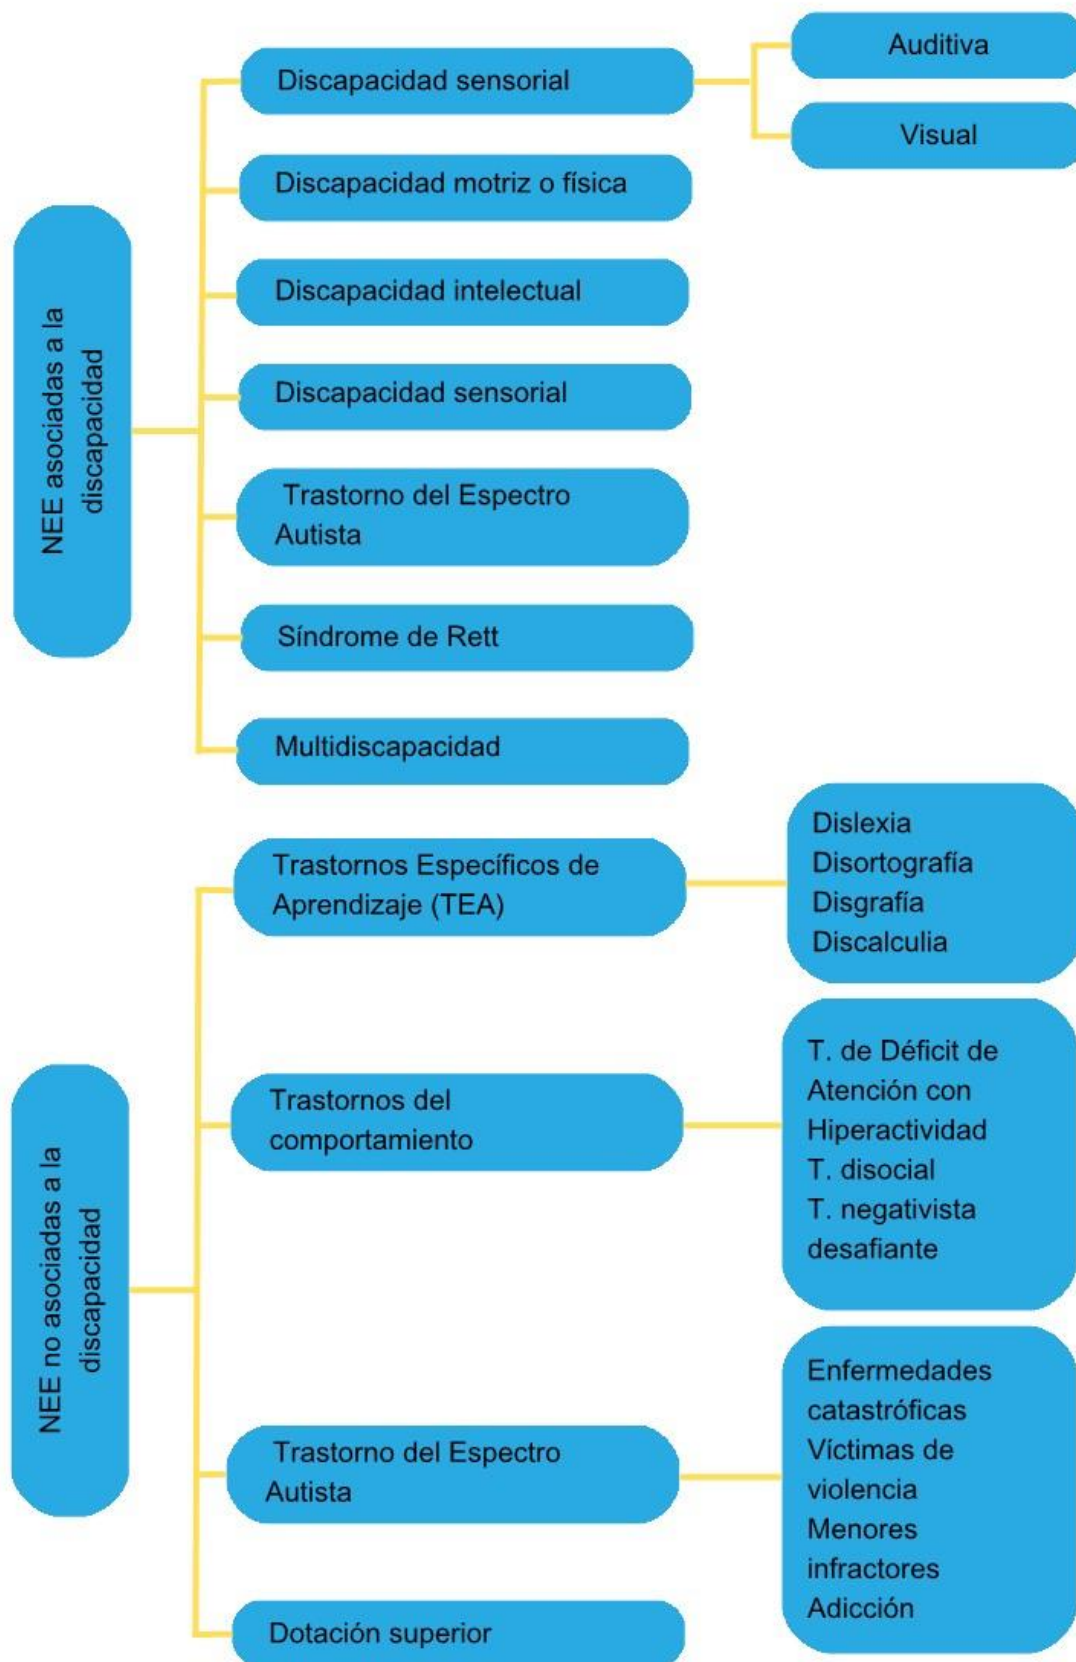 NEE asociadas a la
discapacidad
Discapacidad sensorial
Auditiva
Visual
Discapacidad motriz o física
Discapacidad intelectual
Discapacidad sensorial
Trastorno del Espectro
Autista
Síndrome de Rett
Multidiscapacidad
NEE no asociadas a la
discapacidad
Trastornos Específicos de
Aprendizaje (TEA)
Dislexia
Disortografía
Disgrafía
Discalculia
Trastornos del
comportamiento
T. de Déficit de
Atención con
Hiperactividad
T. disocial
T. negativista
desafiante
Trastorno del Espectro
Autista
Enfermedades
catastróficas
Víctimas de
violencia
Menores
infractores
Adicción
Dotación superior